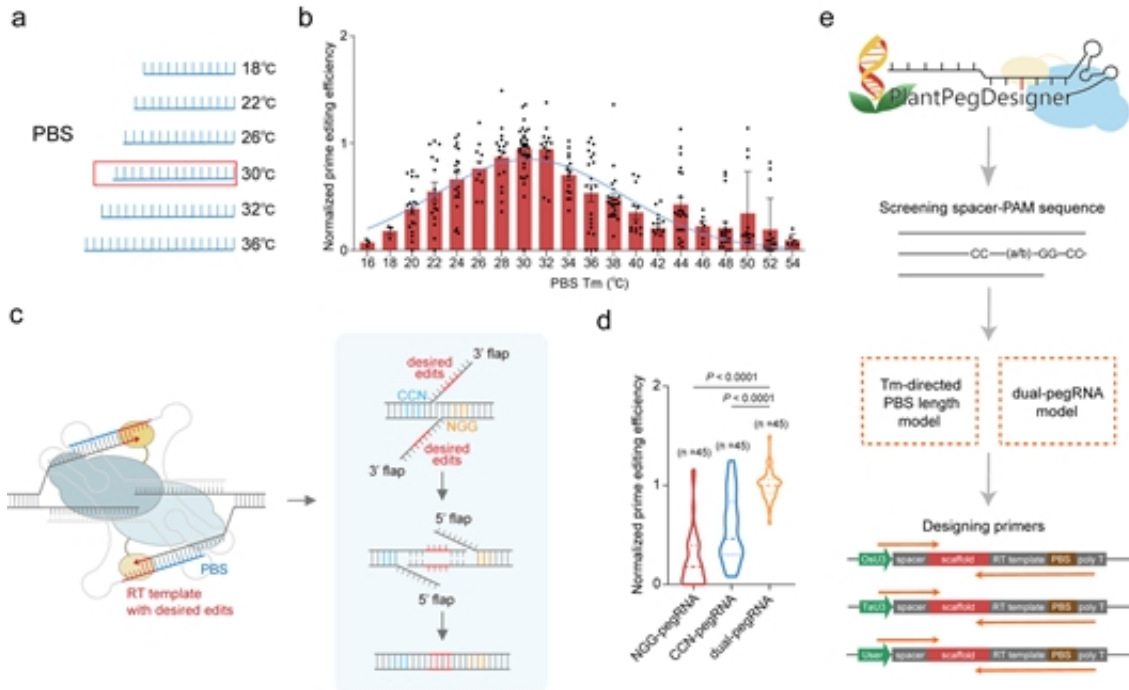 a
PBS
18℃
22℃
26℃
30℃
32℃
36℃
b
Normalized prime editing efficiency
2
1
0
16 18 20 22 24 26 28 30 32 34 36 38 40 42 44 46 48 50 52 54
PBS Tm (℃)
c
PBS
RT template
with desired edits
3' flap
desired
edits
CCN
NGG
desired
edits
3' flap
5' flap
5' flap
d
Normalized prime editing efficiency
2
1
0
P < 0.0001
P < 0.0001
(n =45)
(n =45)
(n =45)
NGG-pegRNA
CCN-pegRNA
dual-pegRNA
e
PlantPegDesigner
Screening spacer-PAM sequence
CC (a/b) GG CC
Tm-directed
PBS length
model
dual-pegRNA
model
Designing primers
OsU3 spacer scaffold RT template PBS poly T
TaU3 spacer scaffold RT template PBS poly T
User spacer scaffold RT template PBS poly T